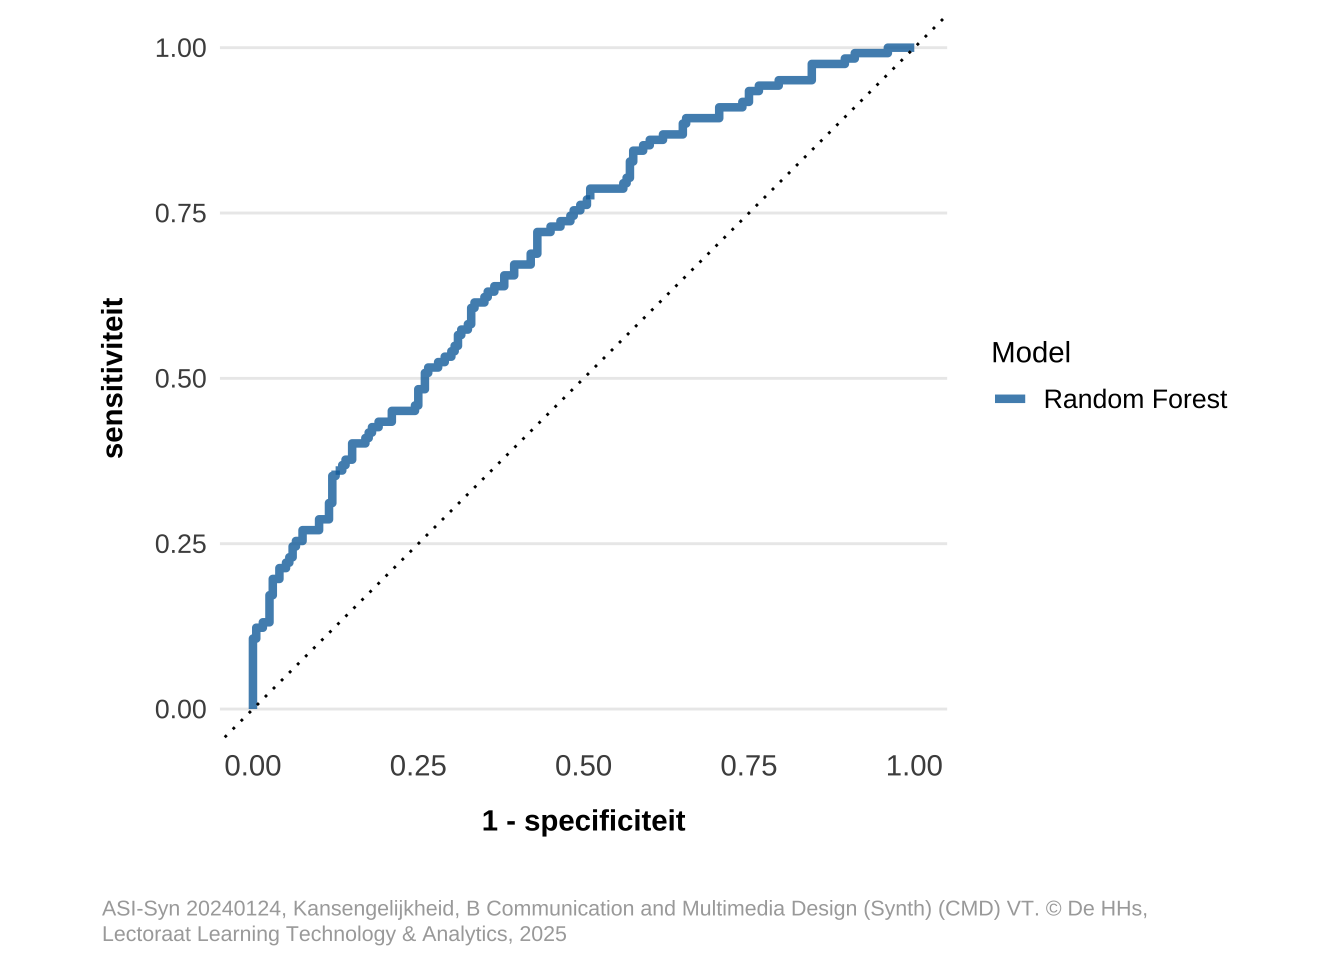 1.00
0.75
0.50
0.25
0.00
sensitiviteit
0.00 0.25 0.50 0.75 1.00
1 - specificiteit
Model
Random Forest
ASI-Syn 20240124, Kansengelijkheid, B Communication and Multimedia Design (Synth) (CMD) VT. © De HHs,
Lectoraat Learning Technology & Analytics, 2025